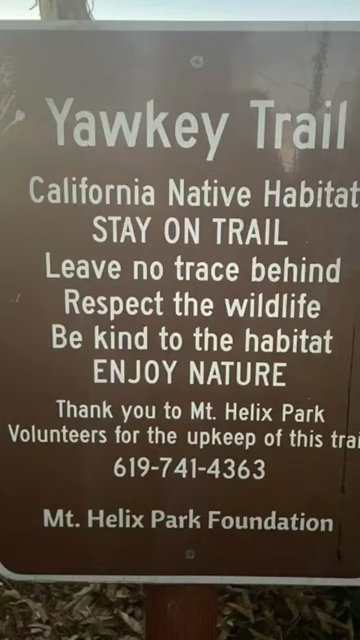 Yawkey Trail
California Native Habitat
STAY ON TRAIL
Leave no trace behind
Respect the wildlife
Be kind to the habitat
ENJOY NATURE
Thank you to Mt. Helix Park
Volunteers for the upkeep of this trai
619-741-4363
Mt. Helix Park Foundation